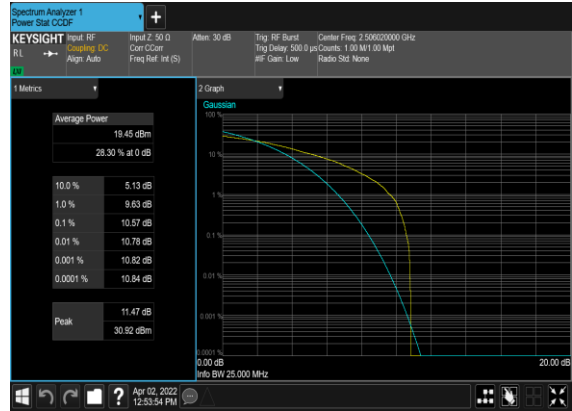 Spectrum Analyzer 1
Power Stat CCDF
+
KEYSIGHT
RL
Input: RF
Coupling: DC
Align: Auto
Input Z: 50 Ω
Corr CCorr
Freq Ref: Int (S)
Atten: 30 dB
Trig: RF Burst
Trig Delay: 500.0 µs
#IF Gain: Low
Center Freq: 2.506020000 GHz
Counts: 1.00 M/1.00 Mpt
Radio Std: None
1 Metrics
Average Power
19.45 dBm
28.30 % at 0 dB
10.0 % 5.13 dB
1.0 % 9.63 dB
0.1 % 10.57 dB
0.01 % 10.78 dB
0.001 % 10.82 dB
0.0001 % 10.84 dB
Peak
11.47 dB
30.92 dBm
2 Graph
Gaussian
100 %
10 %
1 %
0.1 %
0.01 %
0.001 %
0.0001 %
0.00 dB
20.00 dB
Info BW 25.000 MHz
?
Apr 02, 2022
12:53:54 PM